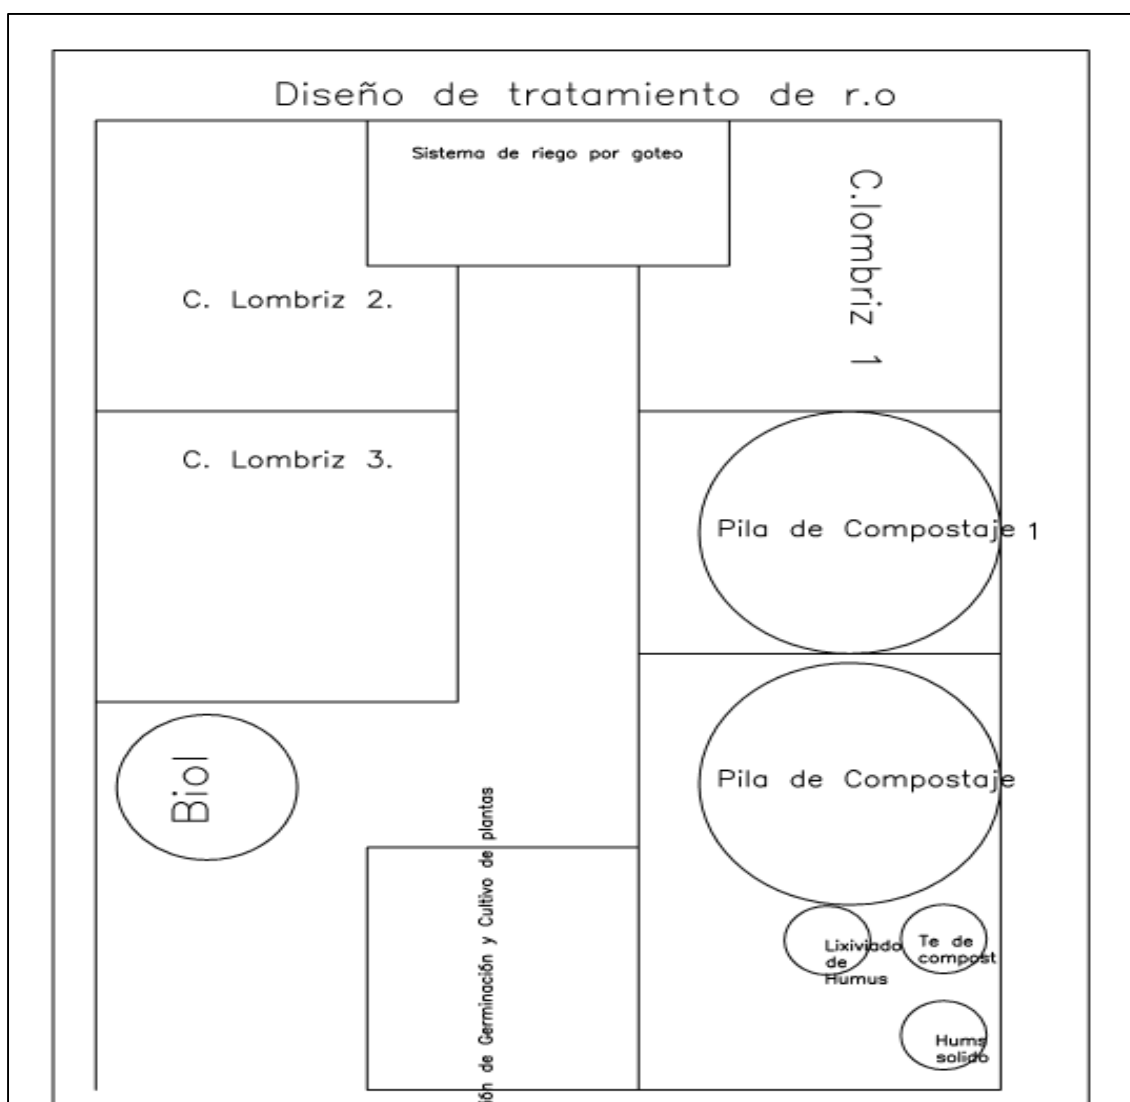 Diseño de tratamiento de r.o
Sistema de riego por goteo
C.lombriz 1
C. Lombriz 2.
C. Lombriz 3.
Pila de Compostaje 1
Pila de Compostaje
Biol
de Germinación y Cultivo de plantas
Lixiviado
de
Humus
Te de
compost
Hums
solido